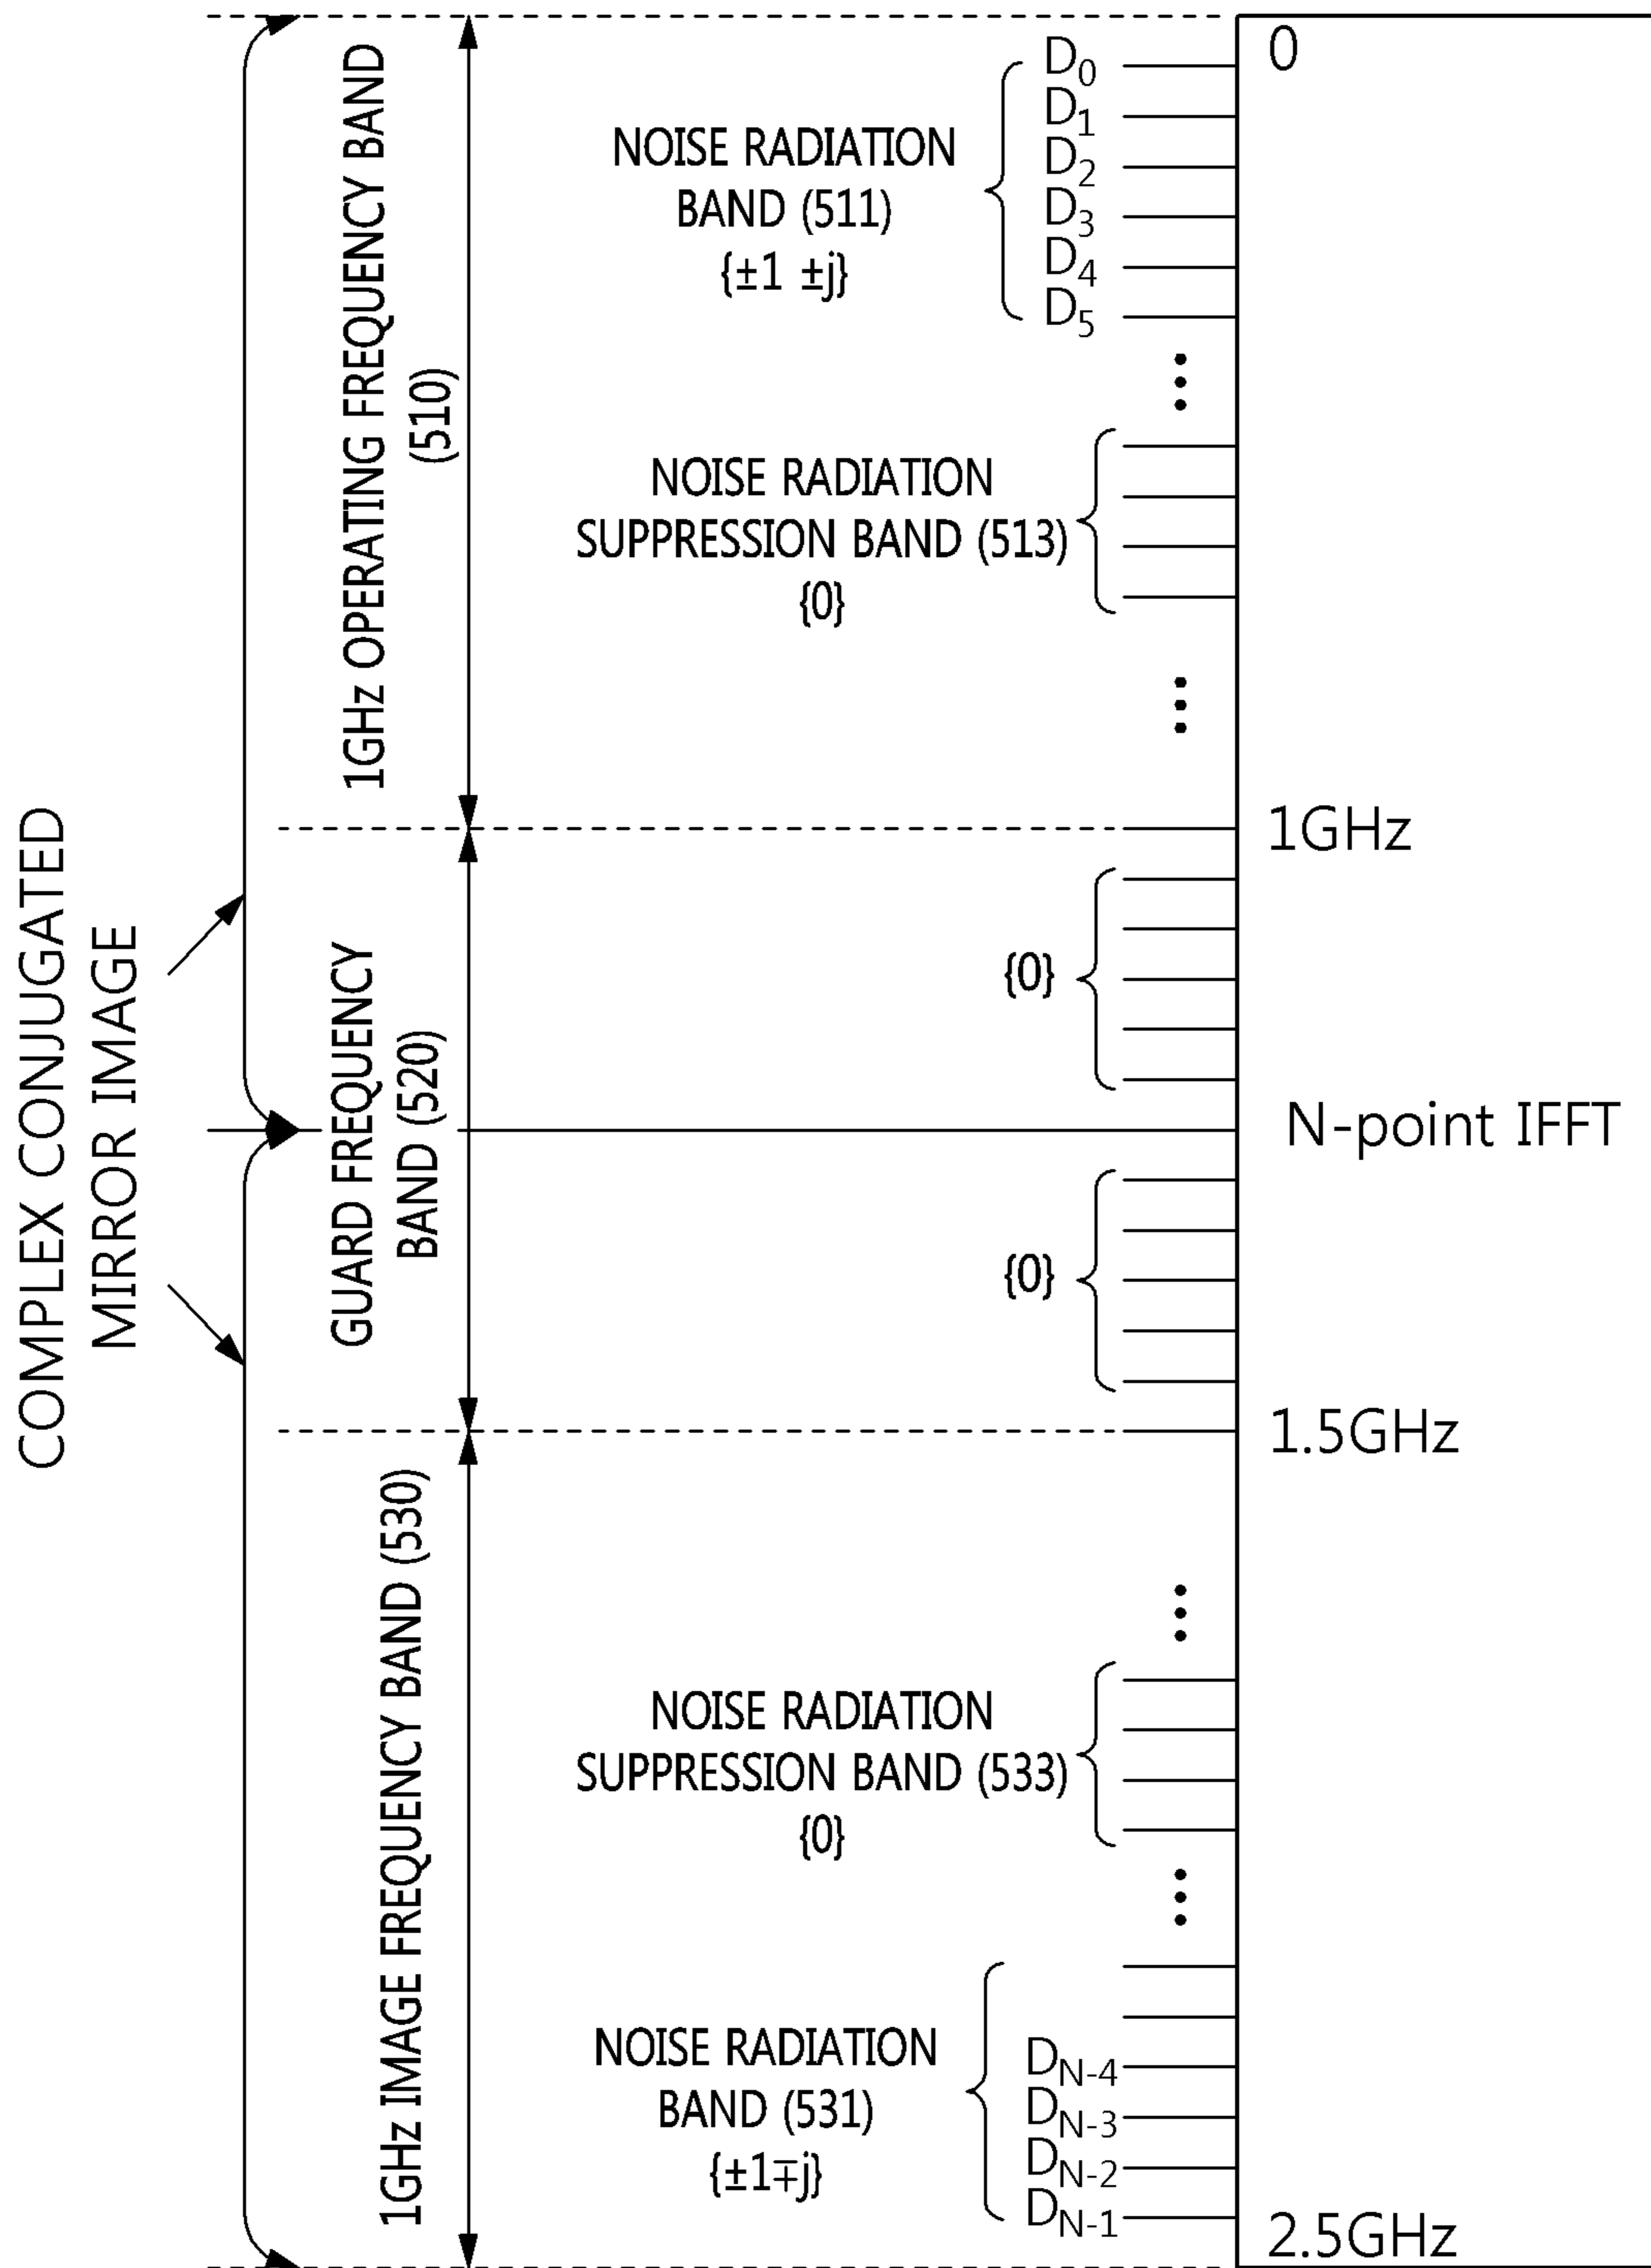 COMPLEX CONJUGATED
MIRROR IMAGE
1GHz OPERATING FREQUENCY BAND
(510)
NOISE RADIATION
BAND (511)
{±1 ±j}
D0
D1
D2
D3
D4
D5
0
NOISE RADIATION
SUPPRESSION BAND (513)
{0}
1GHz
GUARD FREQUENCY
BAND (520)
{0}
N-point IFFT
{0}
1.5GHz
1GHz IMAGE FREQUENCY BAND (530)
NOISE RADIATION
SUPPRESSION BAND (533)
{0}
NOISE RADIATION
BAND (531)
{±1∓j}
DN-4
DN-3
DN-2
DN-1
2.5GHz